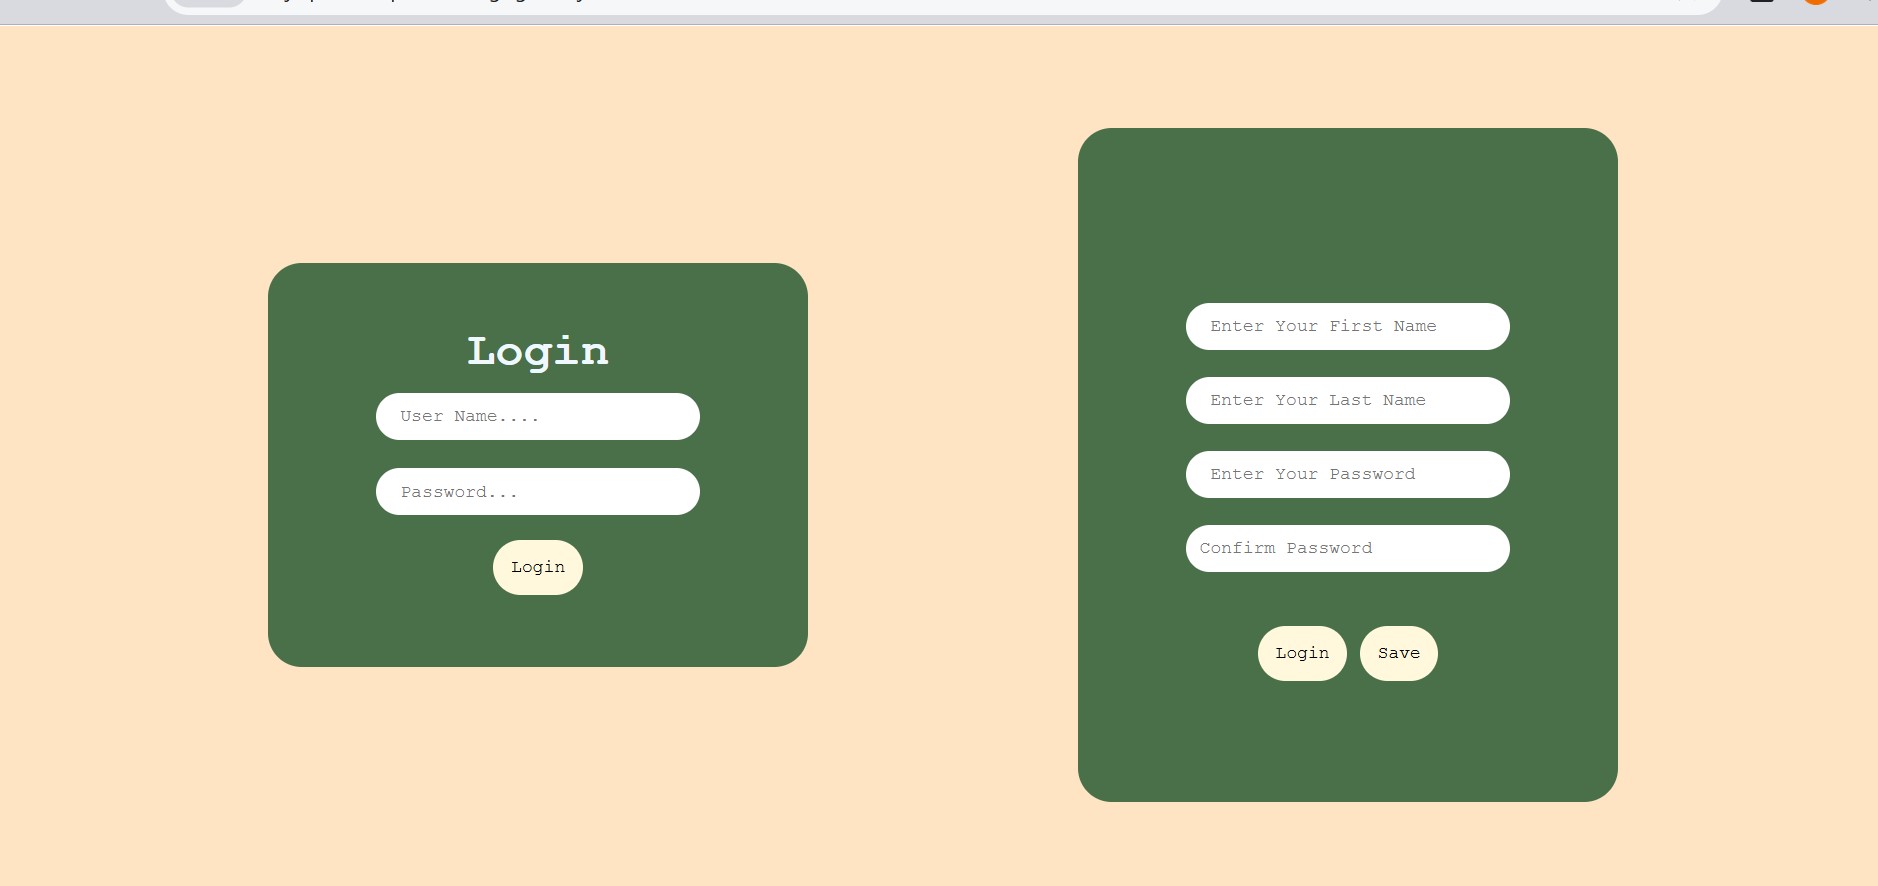 Login
User Name....
Password...
Login
Enter Your First Name
Enter Your Last Name
Enter Your Password
Confirm Password
Login Save